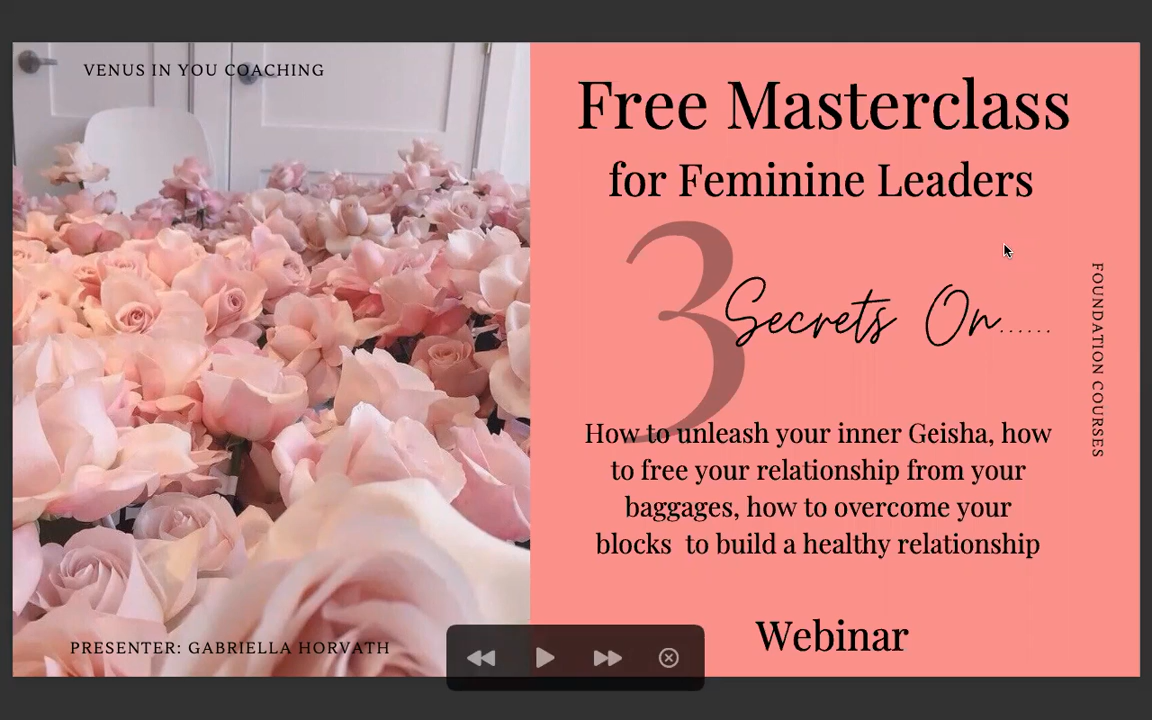 VENUS IN YOU COACHING
Free Masterclass
for Feminine Leaders
3
Secrets On......
How to unleash your inner Geisha, how
to free your relationship from your
baggages, how to overcome your
blocks  to build a healthy relationship
FOUNDATION COURSES
PRESENTER: GABRIELLA HORVATH
Webinar